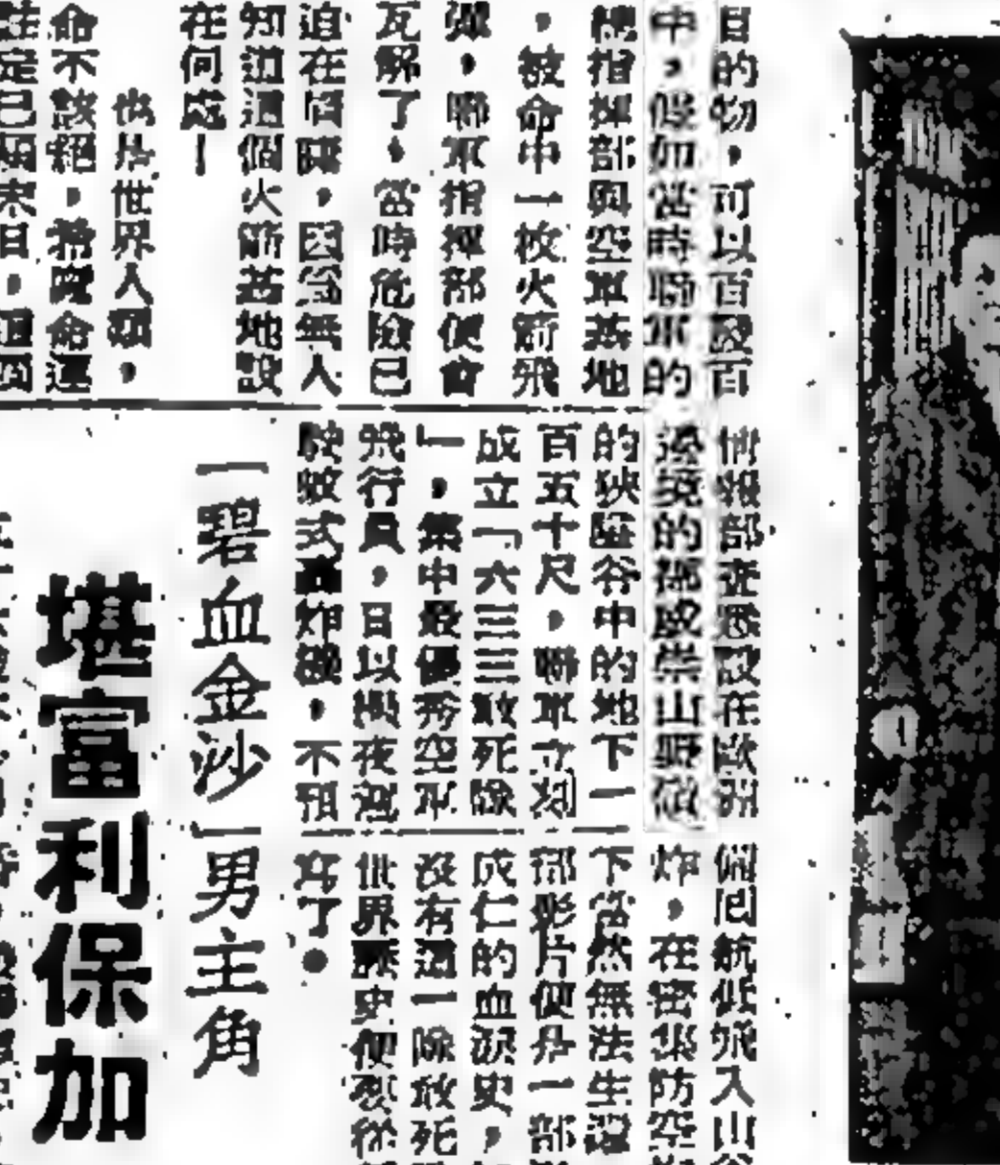 目的物，可以百發百
中，假如當時聯軍的
總指揮部與空軍基地
，被命中一枚火箭飛
彈，聯軍指揮部便會
瓦解了，當時危險已
迫在眉睫，因為無人
知道這個火箭基地設
在何處！
也是世界人類，
命不該絕，命運
註定已末日，這個
情報部查悉設在歐洲
邊境的挪威崇山野嶺
的狹隘谷中的地下一
百五十尺，聯軍立刻
成立「六三三敢死隊
」，集中最優秀空軍
飛行員，日以繼夜
駛蚊式轟炸機，不預
航低飛入山谷
炸，在密集防空
下當然無法生還
部影片便是一部
成仁的血淚史，
沒有這一隊敢死
世界歷史便要從
寫了。
「碧血金沙」男主角
堪富利保加